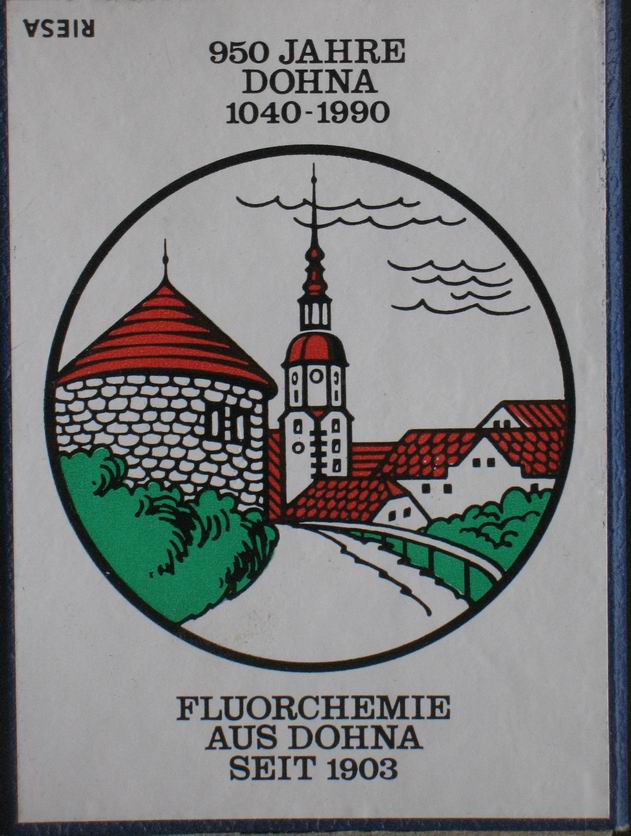 RIESA
950 JAHRE
DOHNA
1040-1990
FLUORCHEMIE
AUS DOHNA
SEIT 1903